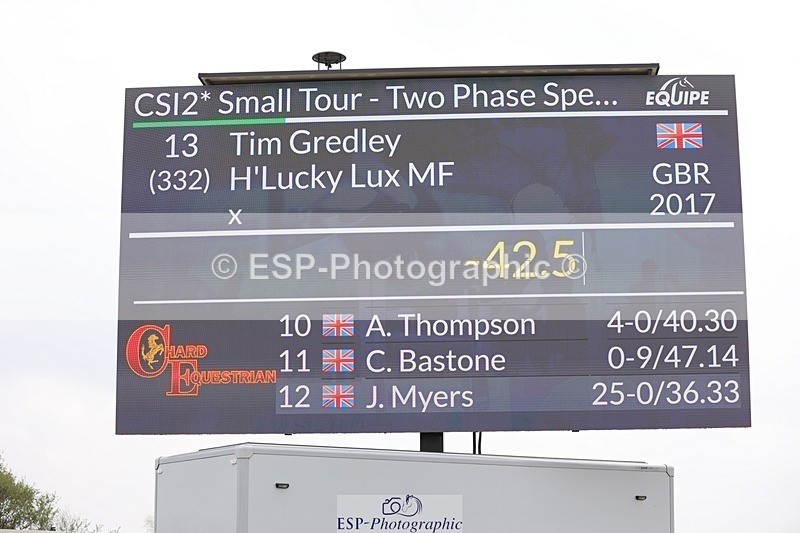 CSI2* Small Tour - Two Phase Spe...
EQUIPE
13 Tim Gredley
(332) H'Lucky Lux MF GBR
x 2017
-42.5
© ESP-Photographic ©
10 A. Thompson 4-0/40.30
11 C. Bastone 0-9/47.14
12 J. Myers 25-0/36.33
CHARD
EQUESTRIAN
ESP-Photographic